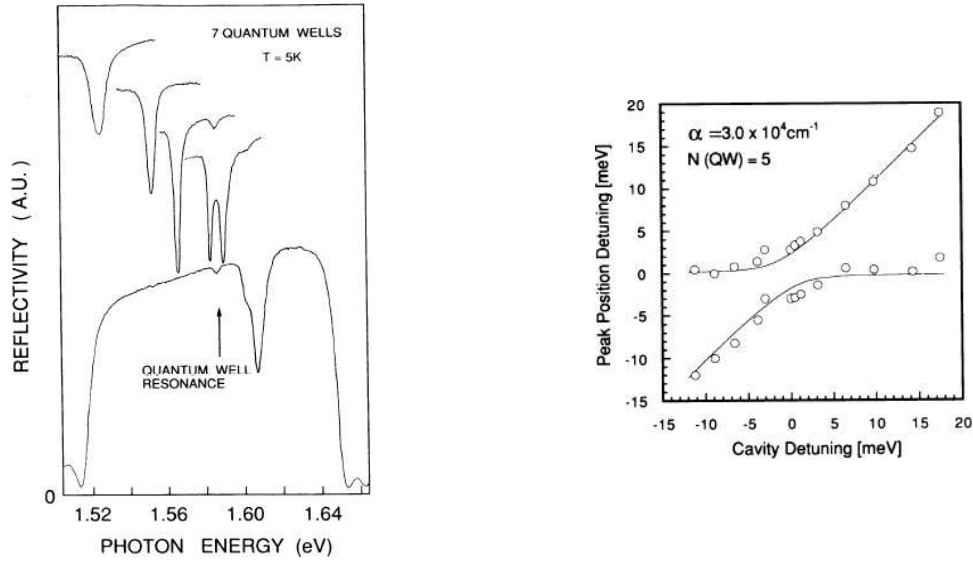 7 QUANTUM WELLS
T = 5K
REFLECTIVITY ( A.U. )
QUANTUM WELL
RESONANCE
0
1.52 1.56 1.60 1.64
PHOTON ENERGY (eV)
α =3.0 x 10⁴cm⁻¹
N (QW) = 5
Peak Position Detuning [meV]
20
15
10
5
0
-5
-10
-15
-15 -10 -5 0 5 10 15 20
Cavity Detuning [meV]